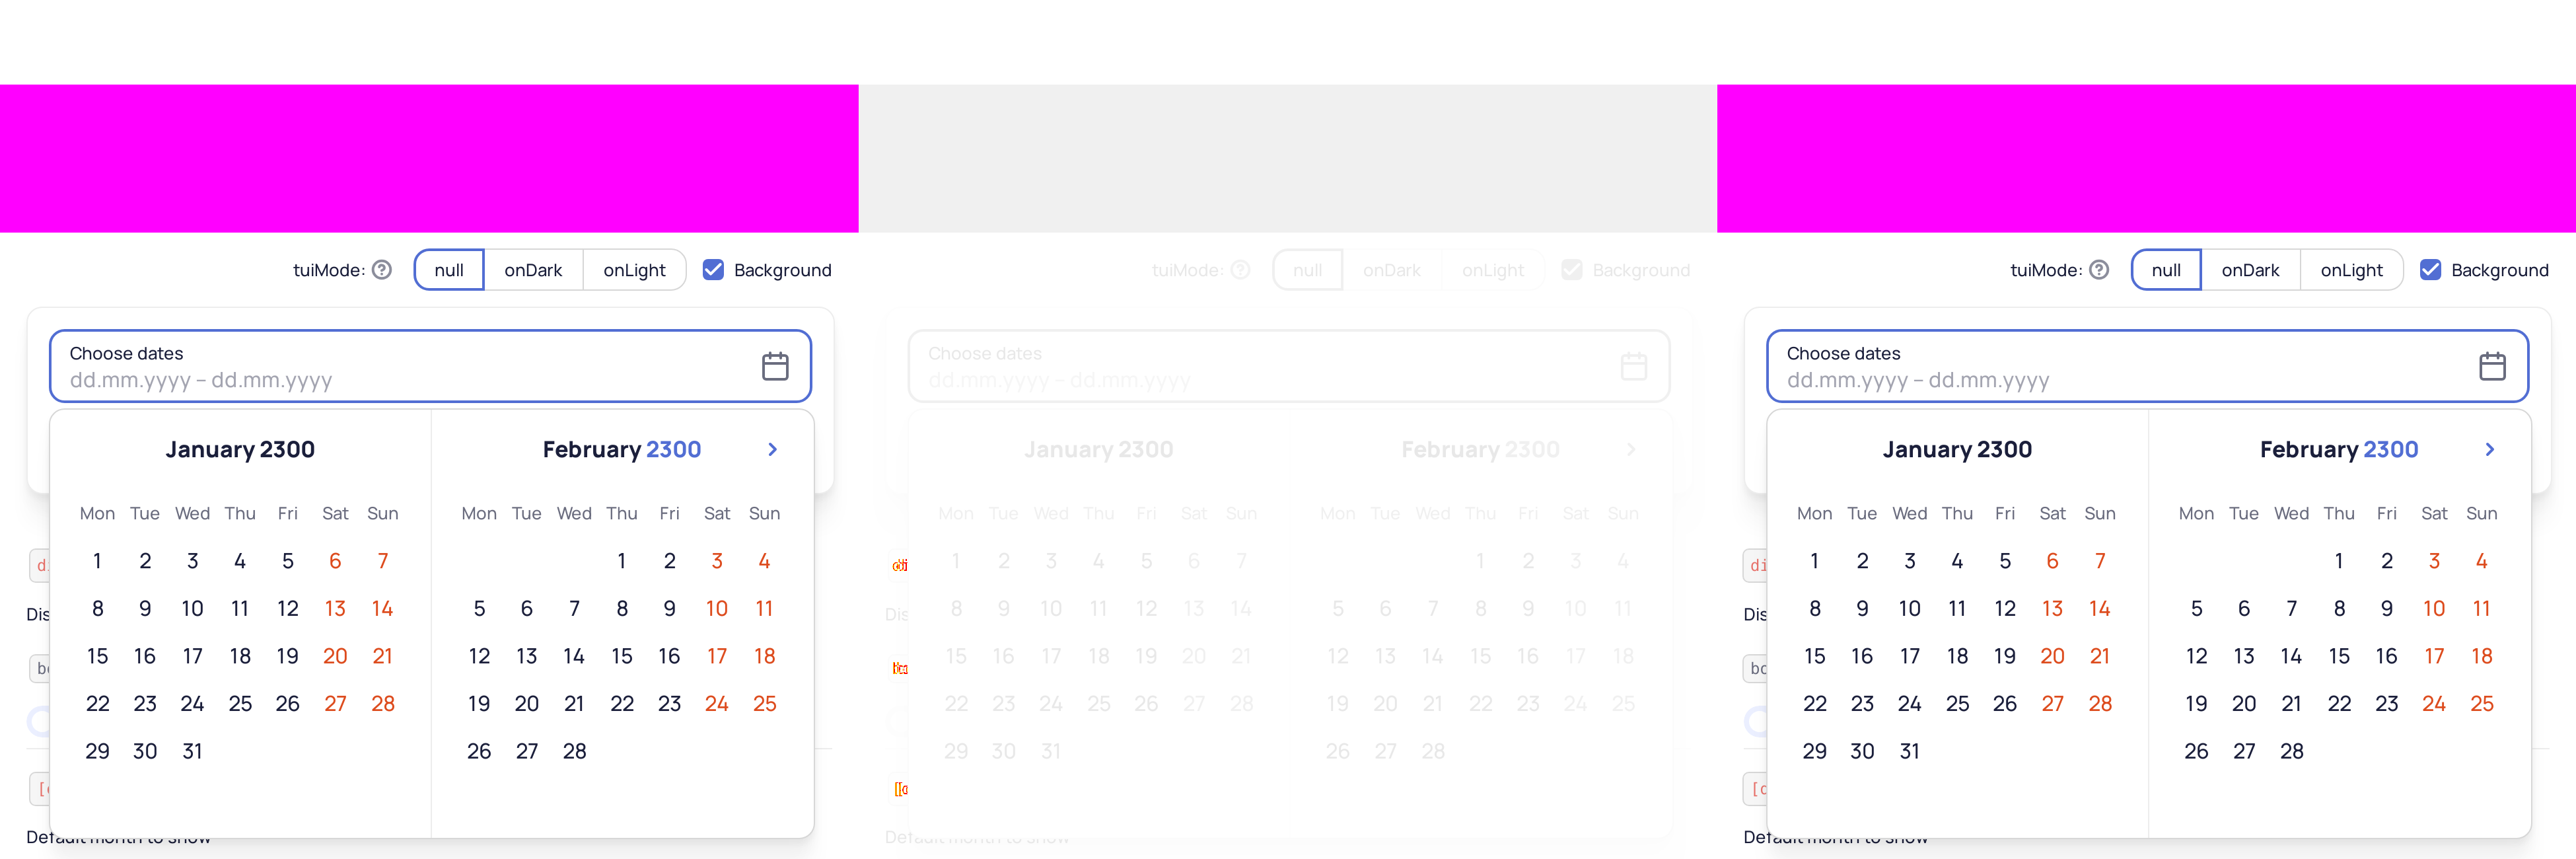 tuiMode: null onDark onLight Background
Choose dates
dd.mm.yyyy – dd.mm.yyyy
January 2300
Mon Tue Wed Thu Fri Sat Sun
1 2 3 4 5 6 7
8 9 10 11 12 13 14
15 16 17 18 19 20 21
22 23 24 25 26 27 28
29 30 31
February 2300
Mon Tue Wed Thu Fri Sat Sun
1 2 3 4
5 6 7 8 9 10 11
12 13 14 15 16 17 18
19 20 21 22 23 24 25
26 27 28
Default month to show
tuiMode: null onDark onLight Background
Choose dates
dd.mm.yyyy – dd.mm.yyyy
January 2300
Mon Tue Wed Thu Fri Sat Sun
1 2 3 4 5 6 7
8 9 10 11 12 13 14
15 16 17 18 19 20 21
22 23 24 25 26 27 28
29 30 31
February 2300
Mon Tue Wed Thu Fri Sat Sun
1 2 3 4
5 6 7 8 9 10 11
12 13 14 15 16 17 18
19 20 21 22 23 24 25
26 27 28
Default month to show
tuiMode: null onDark onLight Background
Choose dates
dd.mm.yyyy – dd.mm.yyyy
January 2300
Mon Tue Wed Thu Fri Sat Sun
1 2 3 4 5 6 7
8 9 10 11 12 13 14
15 16 17 18 19 20 21
22 23 24 25 26 27 28
29 30 31
February 2300
Mon Tue Wed Thu Fri Sat Sun
1 2 3 4
5 6 7 8 9 10 11
12 13 14 15 16 17 18
19 20 21 22 23 24 25
26 27 28
Default month to show